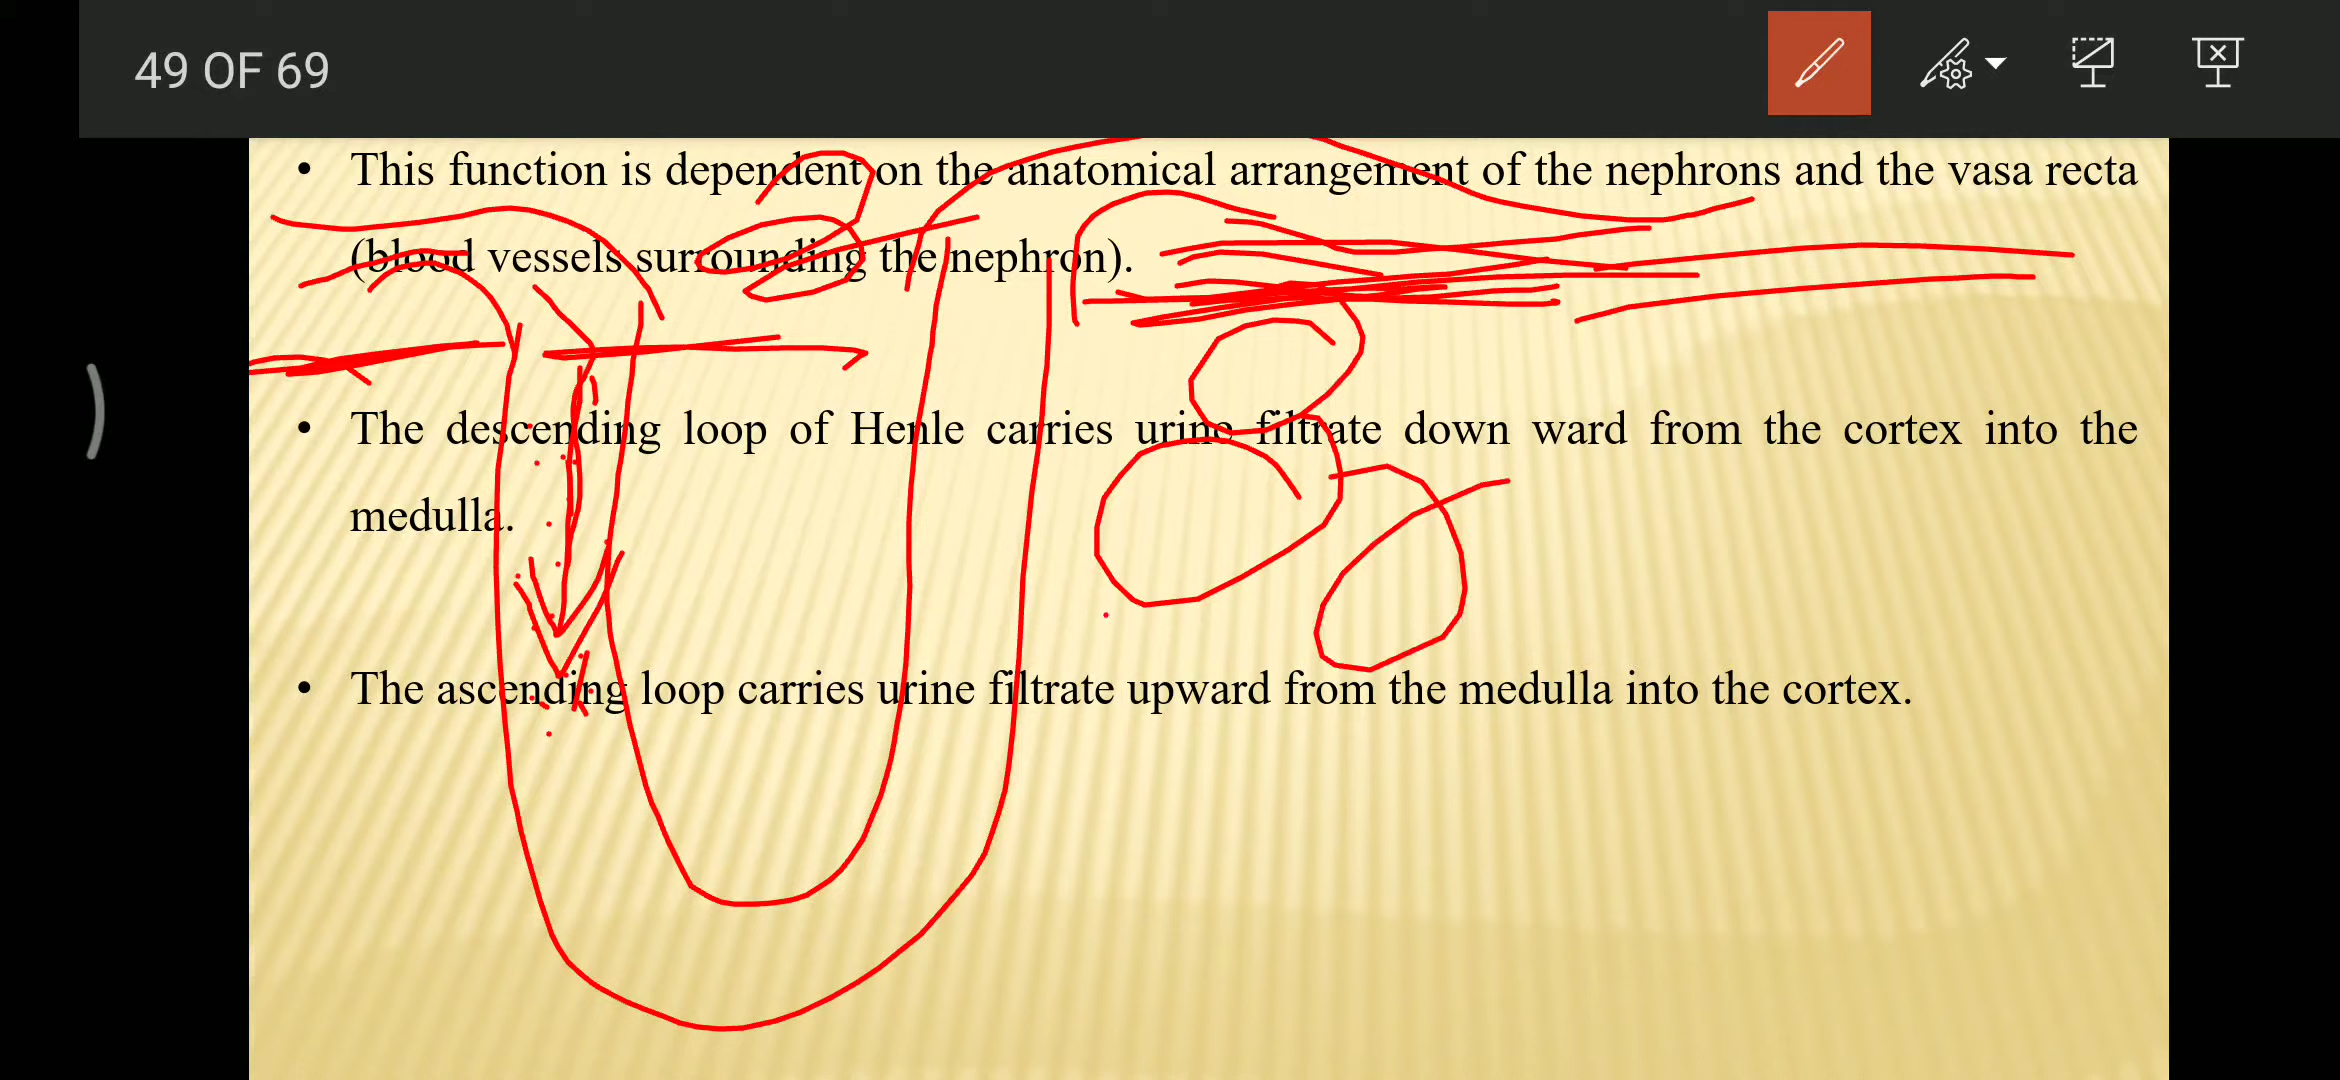 49 OF 69
• This function is dependent on the anatomical arrangement of the nephrons and the vasa recta
(blood vessels surrounding the nephron).
• The descending loop of Henle carries urine filtrate down ward from the cortex into the
medulla.
• The ascending loop carries urine filtrate upward from the medulla into the cortex.